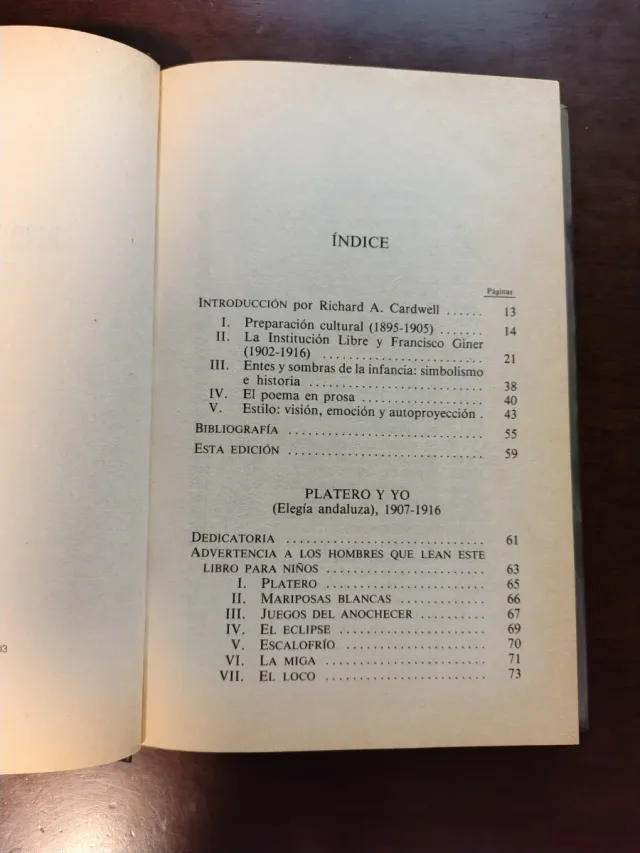 ÍNDICE
Páginas
INTRODUCCIÓN por Richard A. Cardwell ...... 13
I. Preparación cultural (1895-1905) ....... 14
II. La Institución Libre y Francisco Giner
(1902-1916) ........................ 21
III. Entes y sombras de la infancia: simbolismo
e historia .......................... 38
IV. El poema en prosa .................. 40
V. Estilo: visión, emoción y autoproyección . 43
BIBLIOGRAFÍA ............................. 55
ESTA EDICIÓN ............................. 59
PLATERO Y YO
(Elegía andaluza), 1907-1916
DEDICATORIA ............................. 61
ADVERTENCIA A LOS HOMBRES QUE LEAN ESTE
LIBRO PARA NIÑOS ........................ 63
I. PLATERO ........................ 65
II. MARIPOSAS BLANCAS ............. 66
III. JUEGOS DEL ANOCHECER .......... 67
IV. EL ECLIPSE ...................... 69
V. ESCALOFRÍO ..................... 70
VI. LA MIGA ........................ 71
VII. EL LOCO ........................ 73